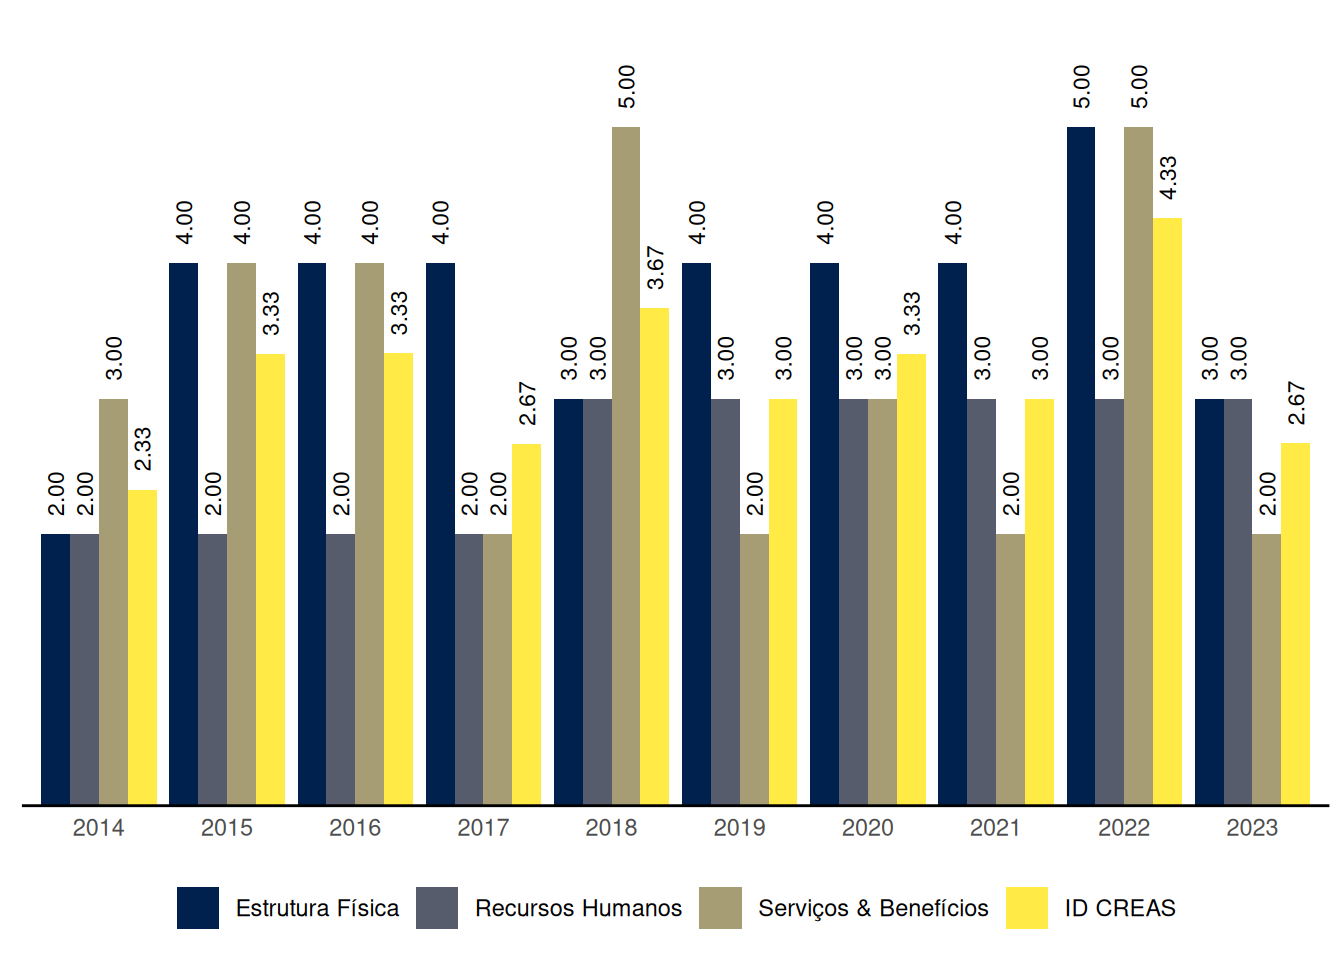 2.00 2.00 3.00 2.33
4.00 2.00 4.00 3.33
4.00 2.00 4.00 3.33
4.00 2.00 2.00 2.67
3.00 3.00 5.00 3.67
4.00 3.00 2.00 3.00
4.00 3.00 3.00 3.33
4.00 3.00 2.00 3.00
5.00 3.00 5.00 4.33
3.00 3.00 2.00 2.67
2014 2015 2016 2017 2018 2019 2020 2021 2022 2023
Estrutura Física Recursos Humanos Serviços & Benefícios ID CREAS